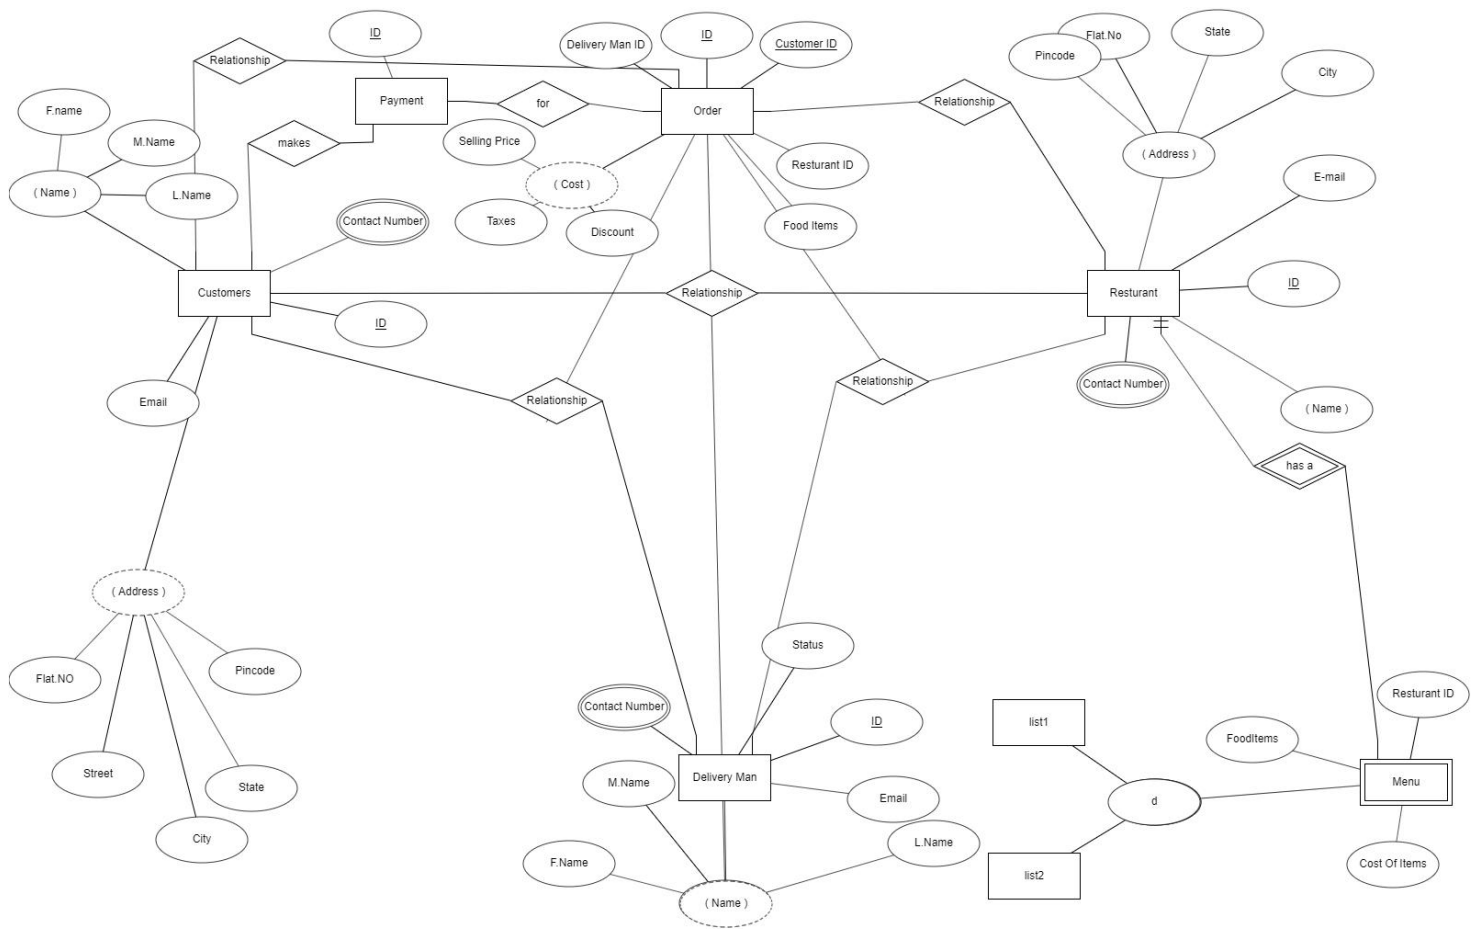 ID
Delivery Man ID
ID
Customer ID
Flat.No
State
Pincode
City
Relationship
Payment
for
Order
Relationship
F.name
M.Name
makes
Selling Price
( Address )
Resturant ID
E-mail
( Name )
L.Name
( Cost )
Contact Number
Taxes
Discount
Food Items
Customers
Relationship
Resturant
ID
ID
Contact Number
Relationship
Email
Relationship
( Name )
has a
( Address )
Status
Flat.NO
Pincode
Contact Number
ID
list1
Resturant ID
FoodItems
Street
State
M.Name
Delivery Man
Email
d
Menu
City
F.Name
L.Name
list2
Cost Of Items
( Name )